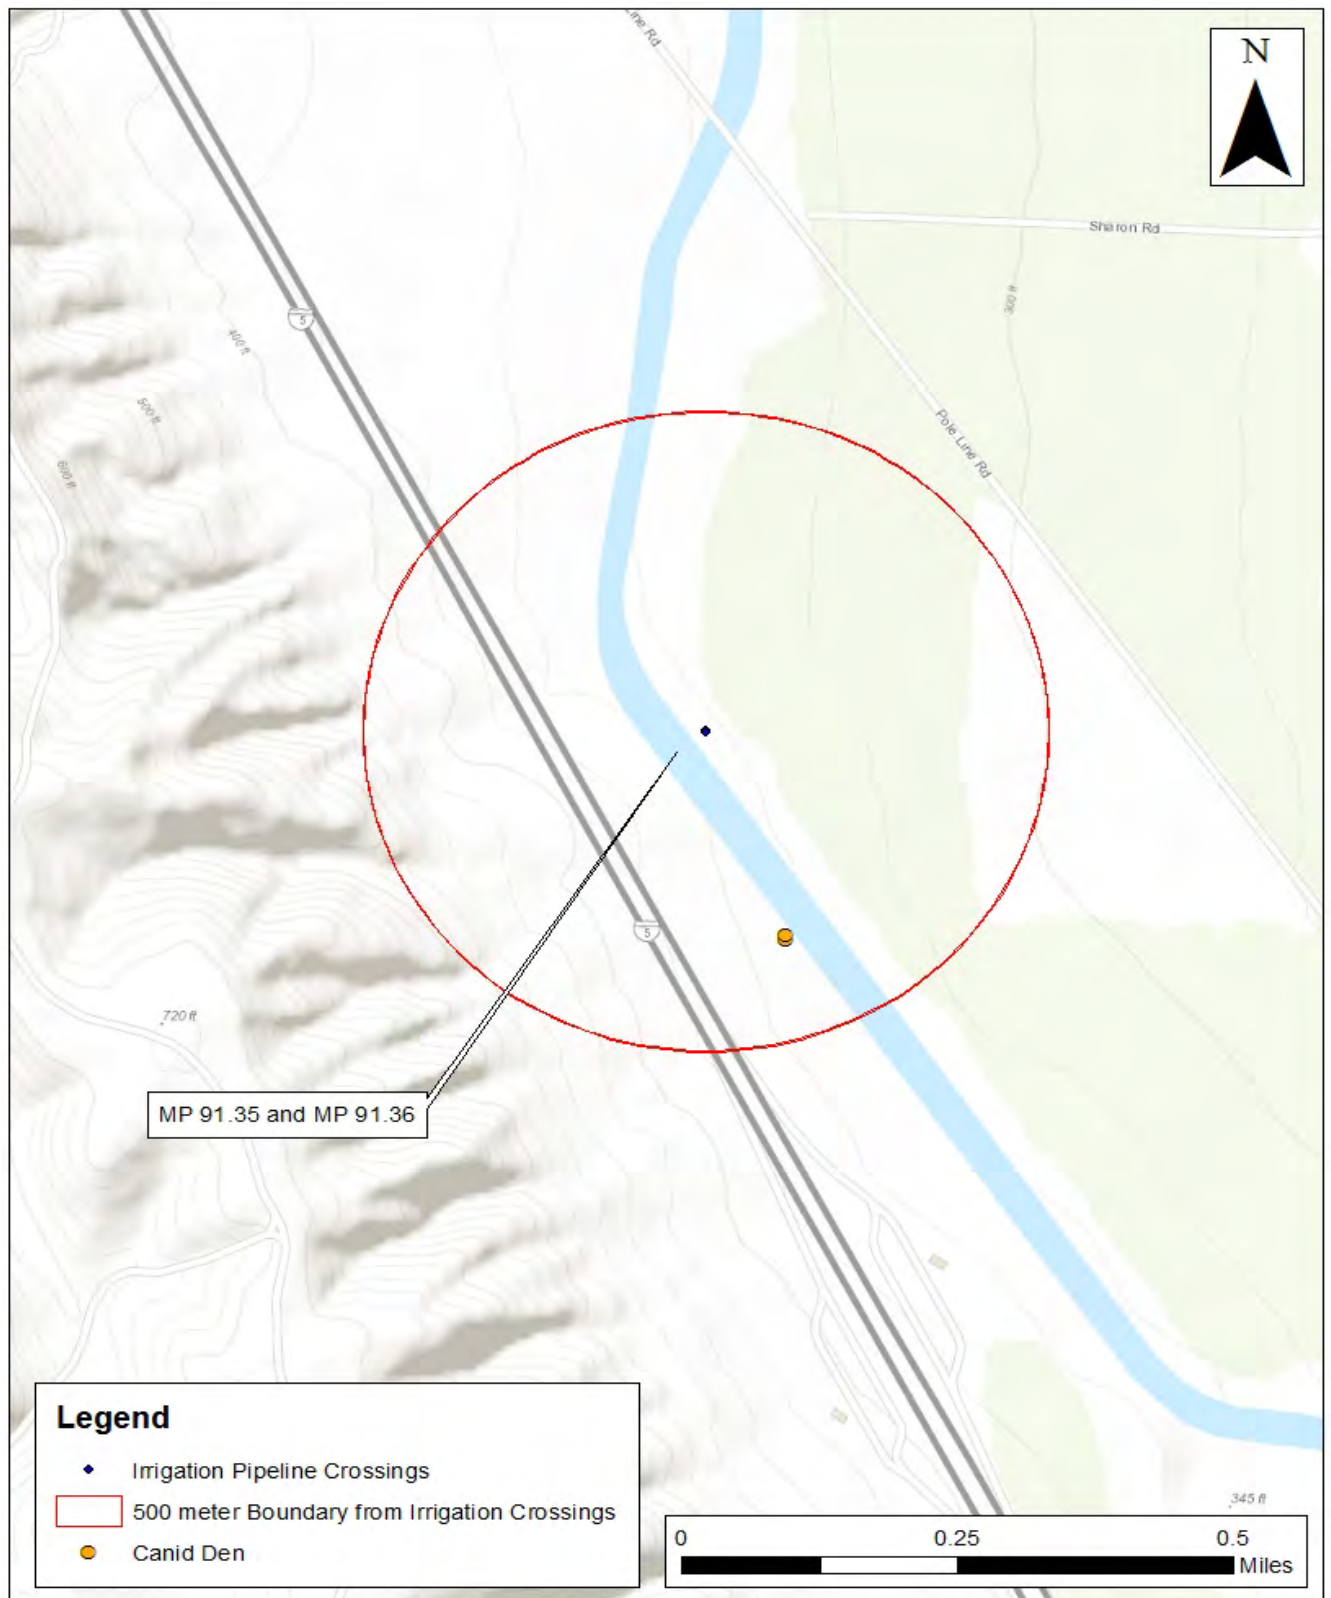 Line Rd
N
Sharon Rd
300 ft
5
400 ft
500 ft
Pole Line Rd
600 ft
5
720 ft
MP 91.35 and MP 91.36
Legend
Irrigation Pipeline Crossings
500 meter Boundary from Irrigation Crossings
Canid Den
345 ft
0 0.25 0.5
Miles